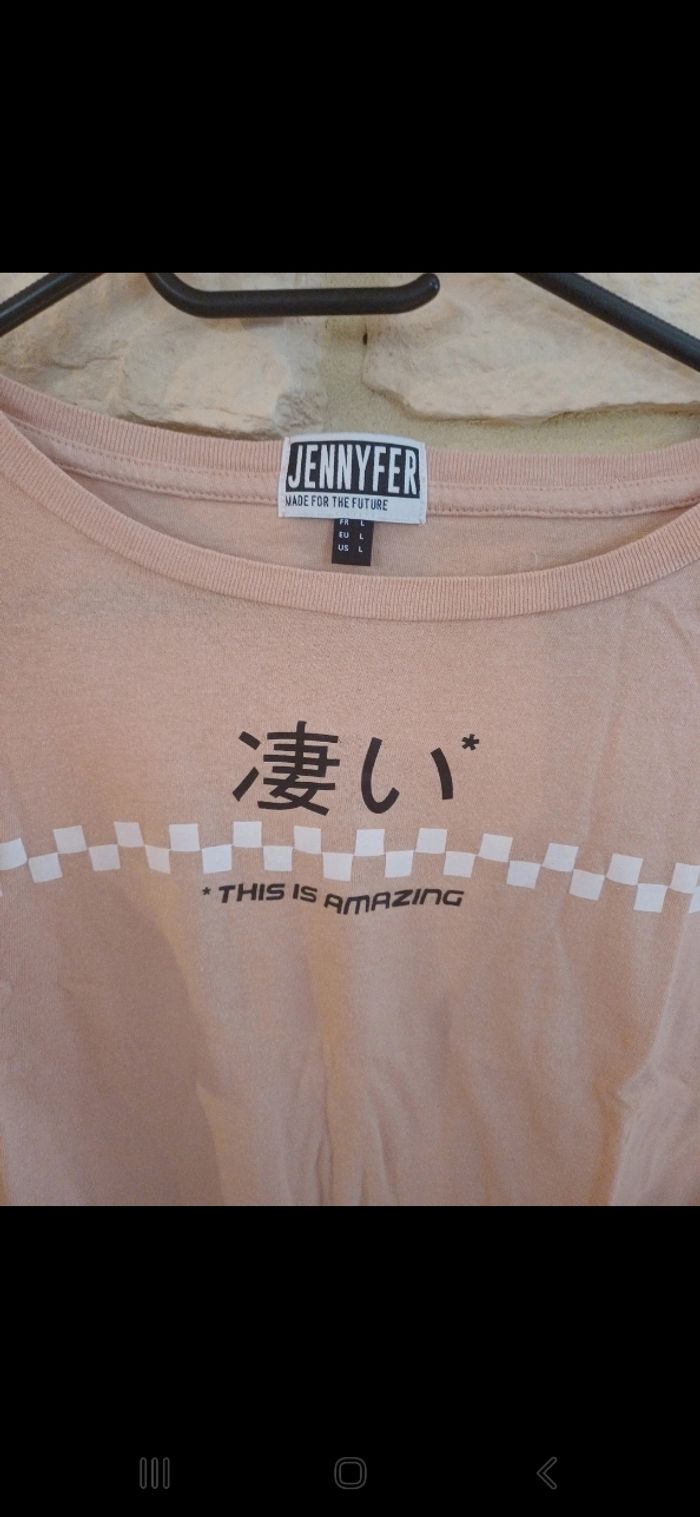 JENNYFER
MADE FOR THE FUTURE
FR L
EU L
US L
凄い*
* THIS IS AMAZING